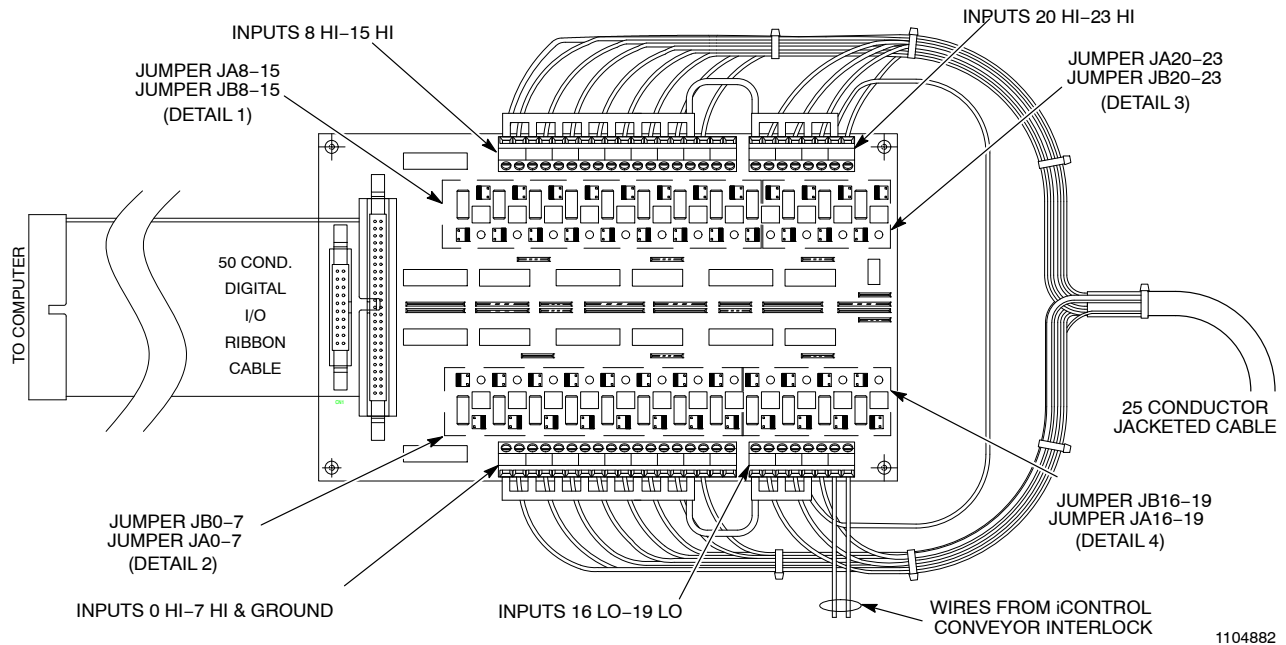 INPUTS 8 HI−15 HI
INPUTS 20 HI−23 HI
JUMPER JA8−15
JUMPER JB8−15
(DETAIL 1)
JUMPER JA20−23
JUMPER JB20−23
(DETAIL 3)
TO COMPUTER
50 COND.
DIGITAL
I/O
RIBBON
CABLE
25 CONDUCTOR
JACKETED CABLE
JUMPER JB0−7
JUMPER JA0−7
(DETAIL 2)
JUMPER JB16−19
JUMPER JA16−19
(DETAIL 4)
INPUTS 0 HI−7 HI & GROUND
INPUTS 16 LO−19 LO
WIRES FROM iCONTROL
CONVEYOR INTERLOCK
1104882